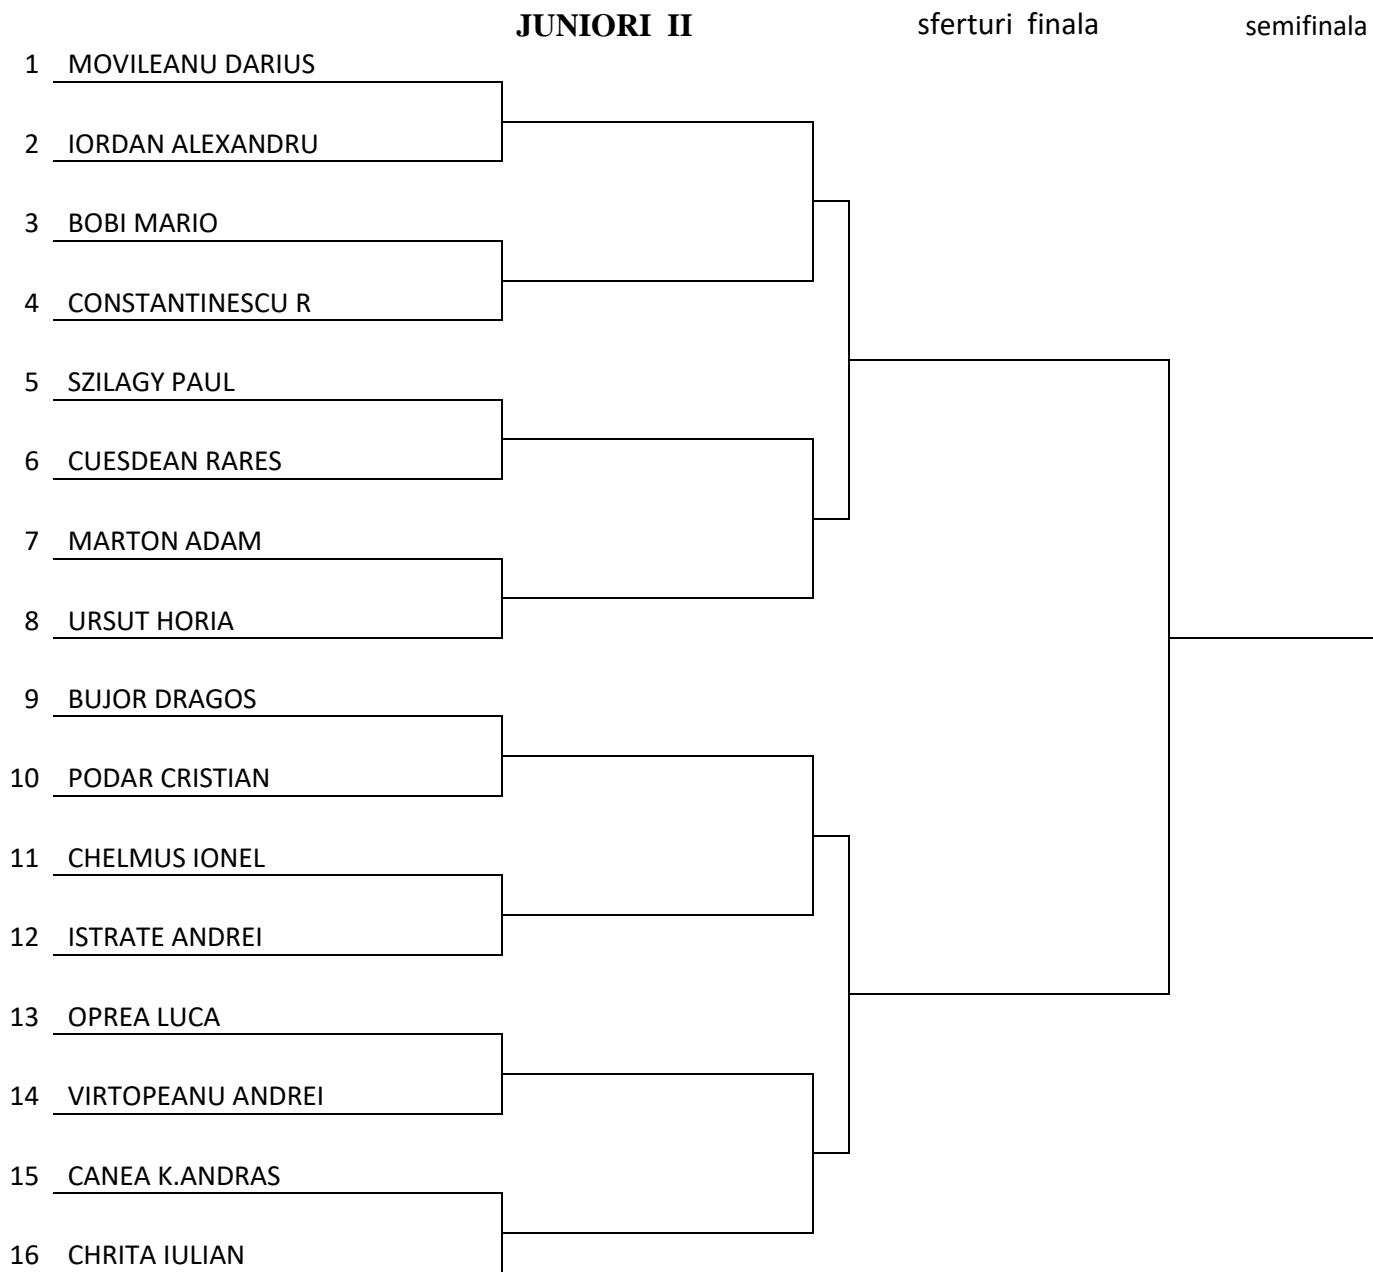 JUNIORI II sferturi finala semifinala
1 MOVILEANU DARIUS
2 IORDAN ALEXANDRU
3 BOBI MARIO
4 CONSTANTINESCU R
5 SZILAGY PAUL
6 CUESDEAN RARES
7 MARTON ADAM
8 URSUT HORIA
9 BUJOR DRAGOS
10 PODAR CRISTIAN
11 CHELMUS IONEL
12 ISTRATE ANDREI
13 OPREA LUCA
14 VIRTOPEANU ANDREI
15 CANEA K.ANDRAS
16 CHRITA IULIAN